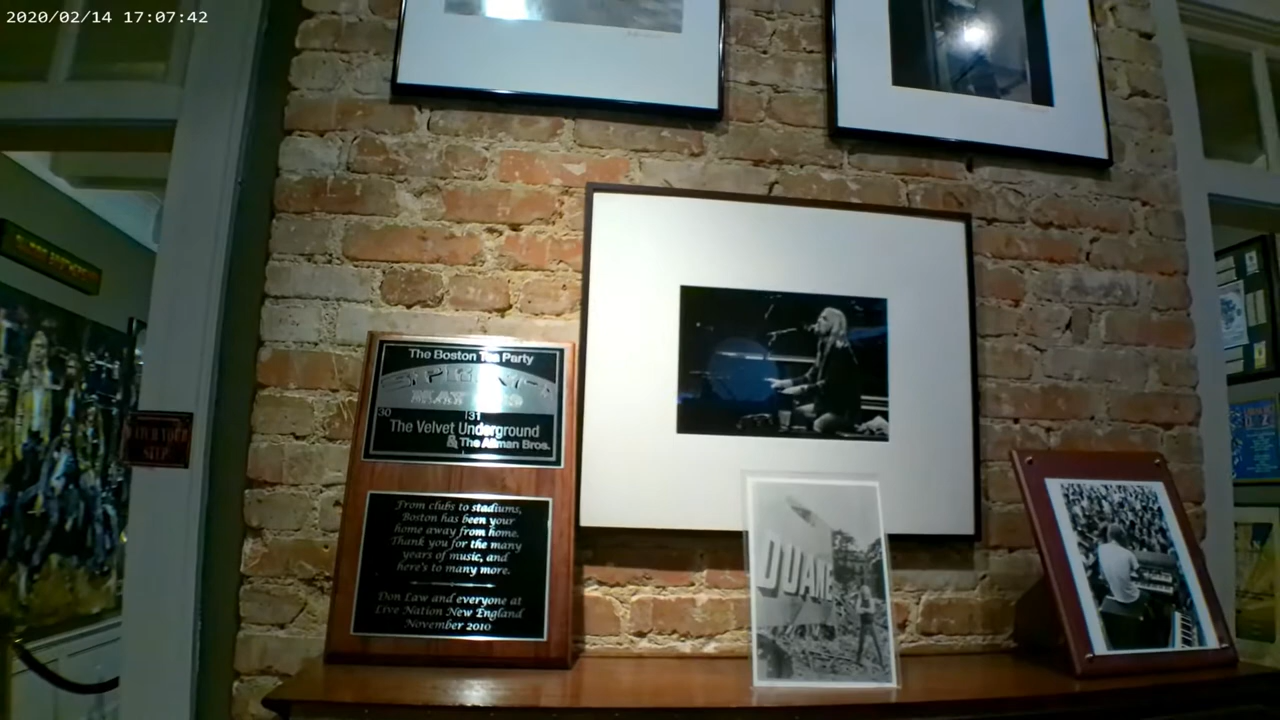 2020/02/14 17:07:42
The Boston Tea Party
30
31
The Velvet Underground
& The Allman Bros.
From clubs to stadiums,
Boston has been your
home away from home.
Thank you for the many
years of music, and
here's to many more.
Don Law and everyone at
Live Nation New England
November 2010
DUANE
WATCH YOUR
STEP